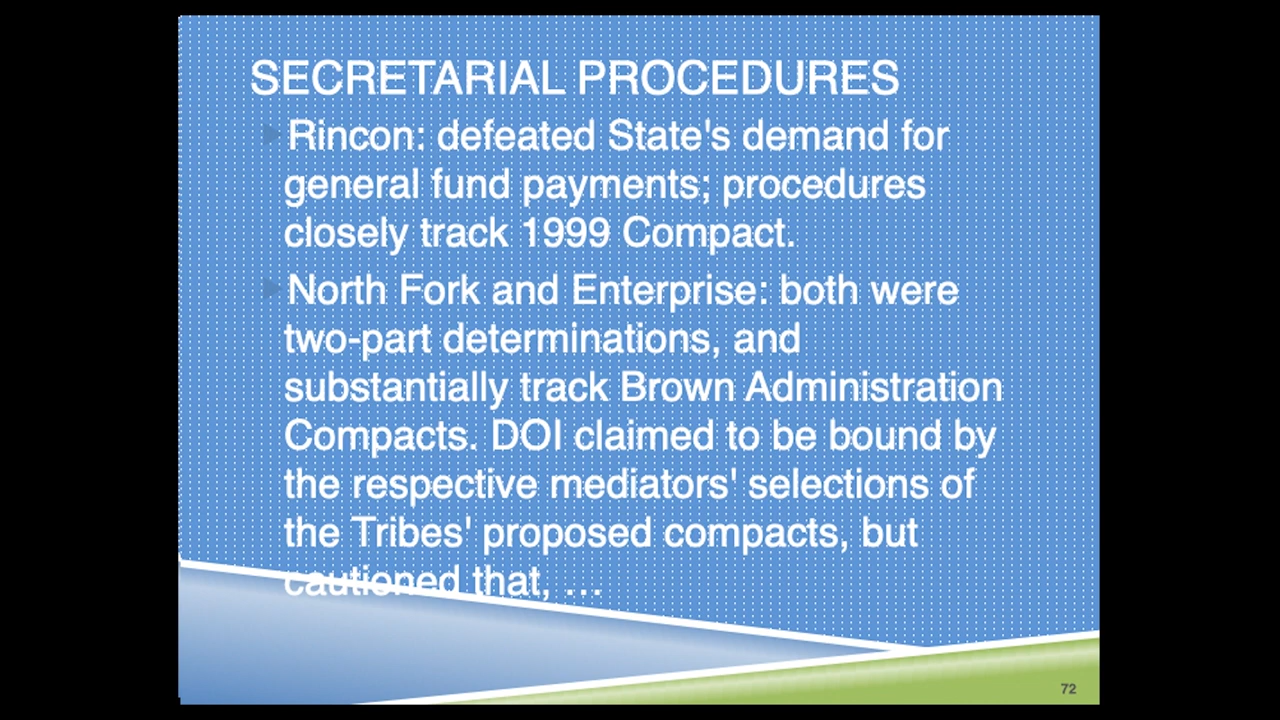 SECRETARIAL PROCEDURES
Rincon: defeated State's demand for
general fund payments; procedures
closely track 1999 Compact.
North Fork and Enterprise: both were
two-part determinations, and
substantially track Brown Administration
Compacts. DOI claimed to be bound by
the respective mediators' selections of
the Tribes' proposed compacts, but
cautioned that, …
72